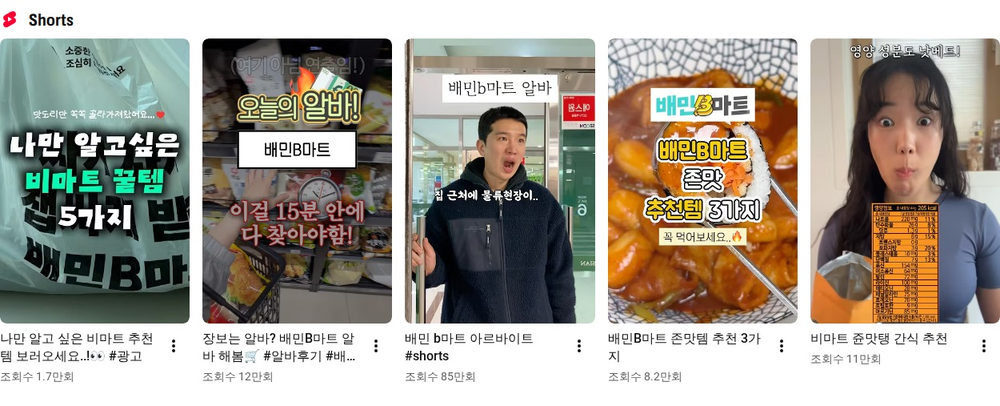 Shorts
소중한
조심히
맛도리만 쏙쏙 골라가져왔어요...
나만 알고싶은
비마트 꿀템
5가지
배민B마
나만 알고 싶은 비마트 추천
템 보러오세요..!👀 #광고
조회수 1.7만회
(여기 아님 연출임!)
오늘의 알바!
배민B마트
이걸 15분 안에
다 찾아야함!
장보는 알바? 배민B마트 알
바 해봄🛒 #알바후기 #배...
조회수 12만회
배민b마트 알바
집 근처에 물류현장이..
배민 b마트 아르바이트
#shorts
조회수 85만회
배민B마트
배민B마트
존맛
추천템 3가지
꼭 먹어보세요..🔥
배민B마트 존맛템 추천 3가
지
조회수 8.2만회
영양 성분도 낫베드!
영양정보
205 kcal
비마트 쥰맛탱 간식 추천
조회수 11만회